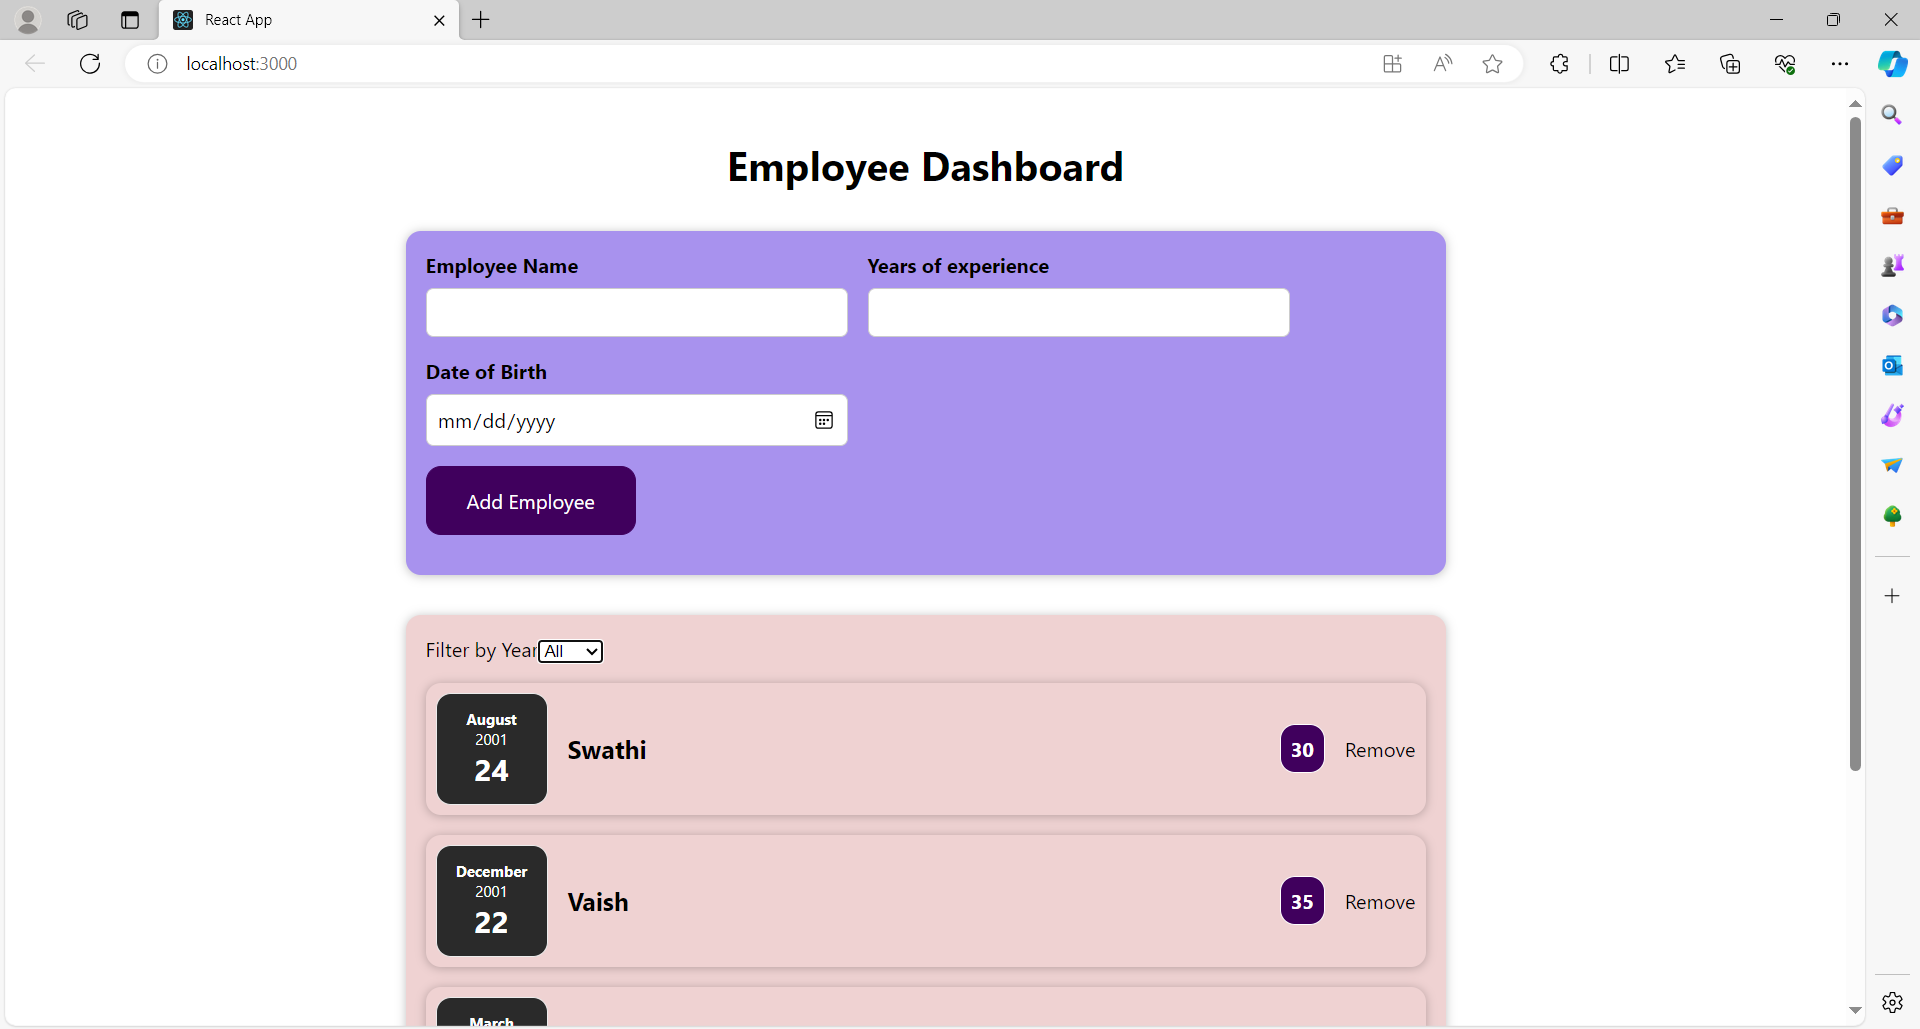 React App
localhost:3000
Employee Dashboard
Employee Name
Years of experience
Date of Birth
mm/dd/yyyy
Add Employee
Filter by Year All
August
2001
24
Swathi
30
Remove
December
2001
22
Vaish
35
Remove
March